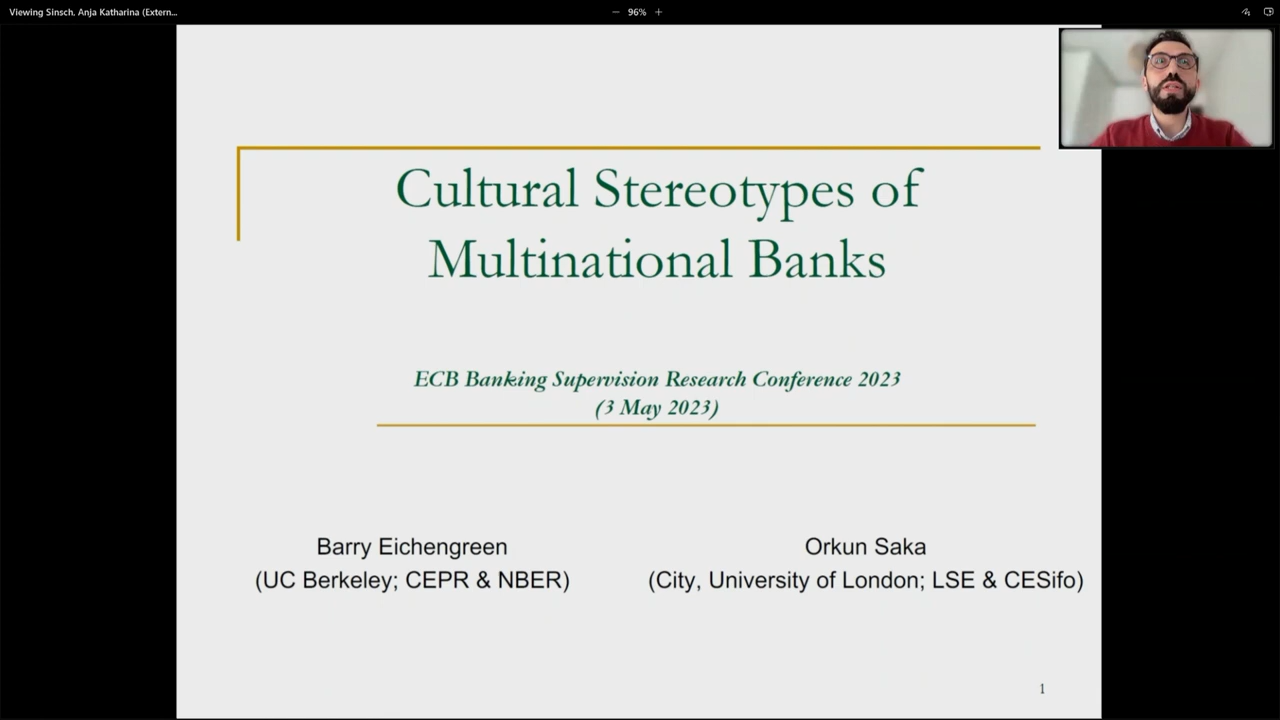 Viewing Sinsch, Anja Katharina (Extern...
− 96% +
Cultural Stereotypes of
Multinational Banks
ECB Banking Supervision Research Conference 2023
(3 May 2023)
Barry Eichengreen
(UC Berkeley; CEPR & NBER)
Orkun Saka
(City, University of London; LSE & CESifo)
1